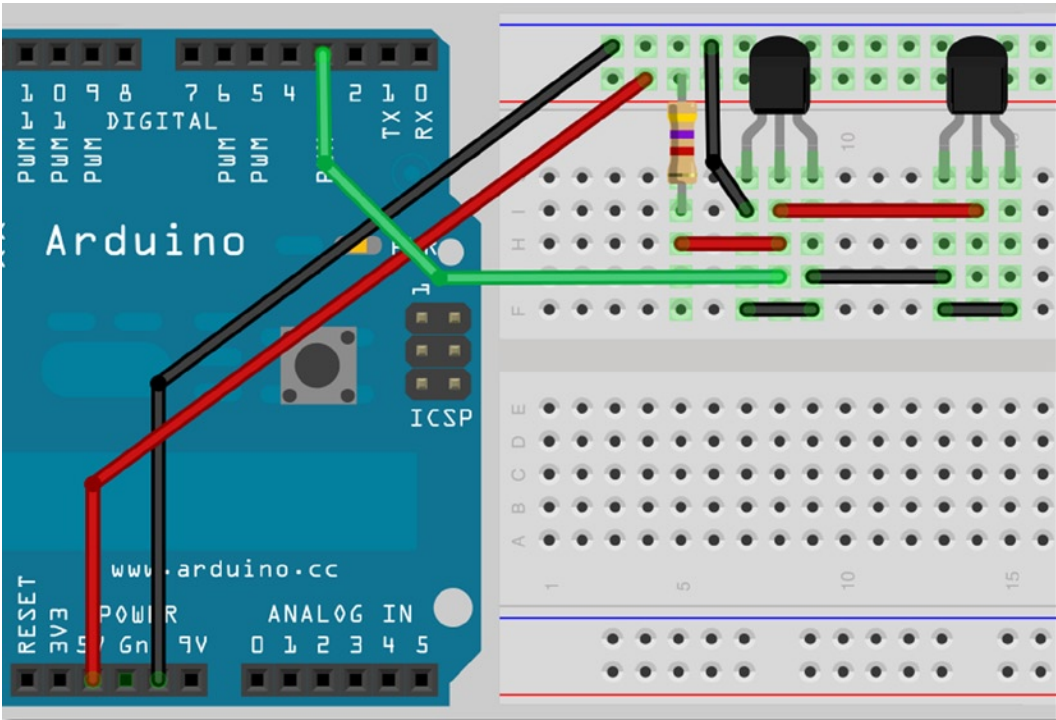 1 1 1 0 9 8 7 6 5 4 2 1 0
DIGITAL
PWM PWM PWM PWM PWM TX RX
Arduino
1
ICSP
www.arduino.cc
RESET 3V3 POWER ANALOG IN
5V Gnd 9V 0 1 2 3 4 5
10 15
I
H
F
E
D
C
B
A
1 5 10 15